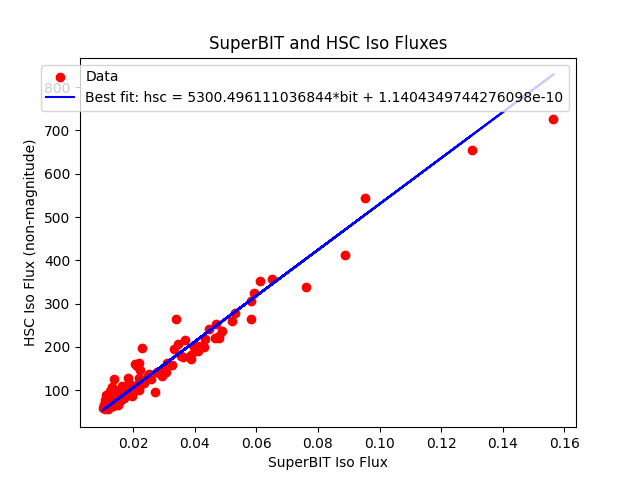 SuperBIT and HSC Iso Fluxes
Data
Best fit: hsc = 5300.496111036844*bit + 1.1404349744276098e-10
HSC Iso Flux (non-magnitude)
800
700
600
500
400
300
200
100
0.02 0.04 0.06 0.08 0.10 0.12 0.14 0.16
SuperBIT Iso Flux